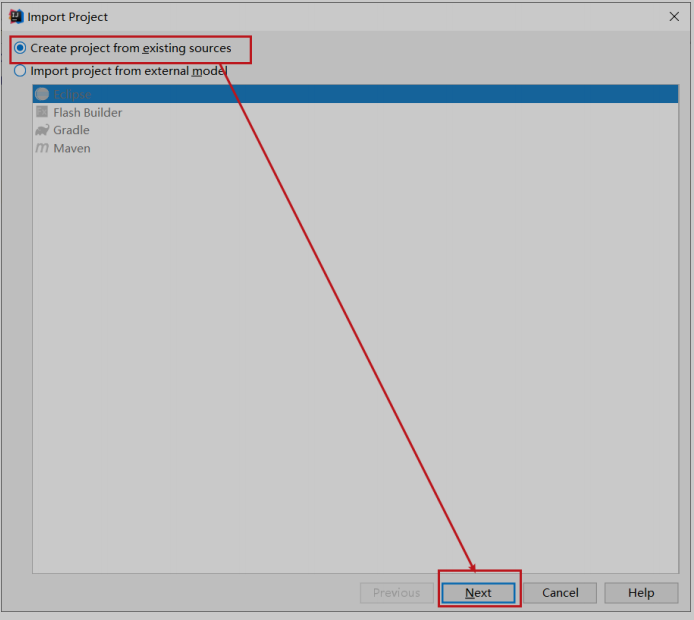 Import Project
Create project from existing sources
Import project from external model
Eclipse
Flash Builder
Gradle
Maven
Previous Next Cancel Help